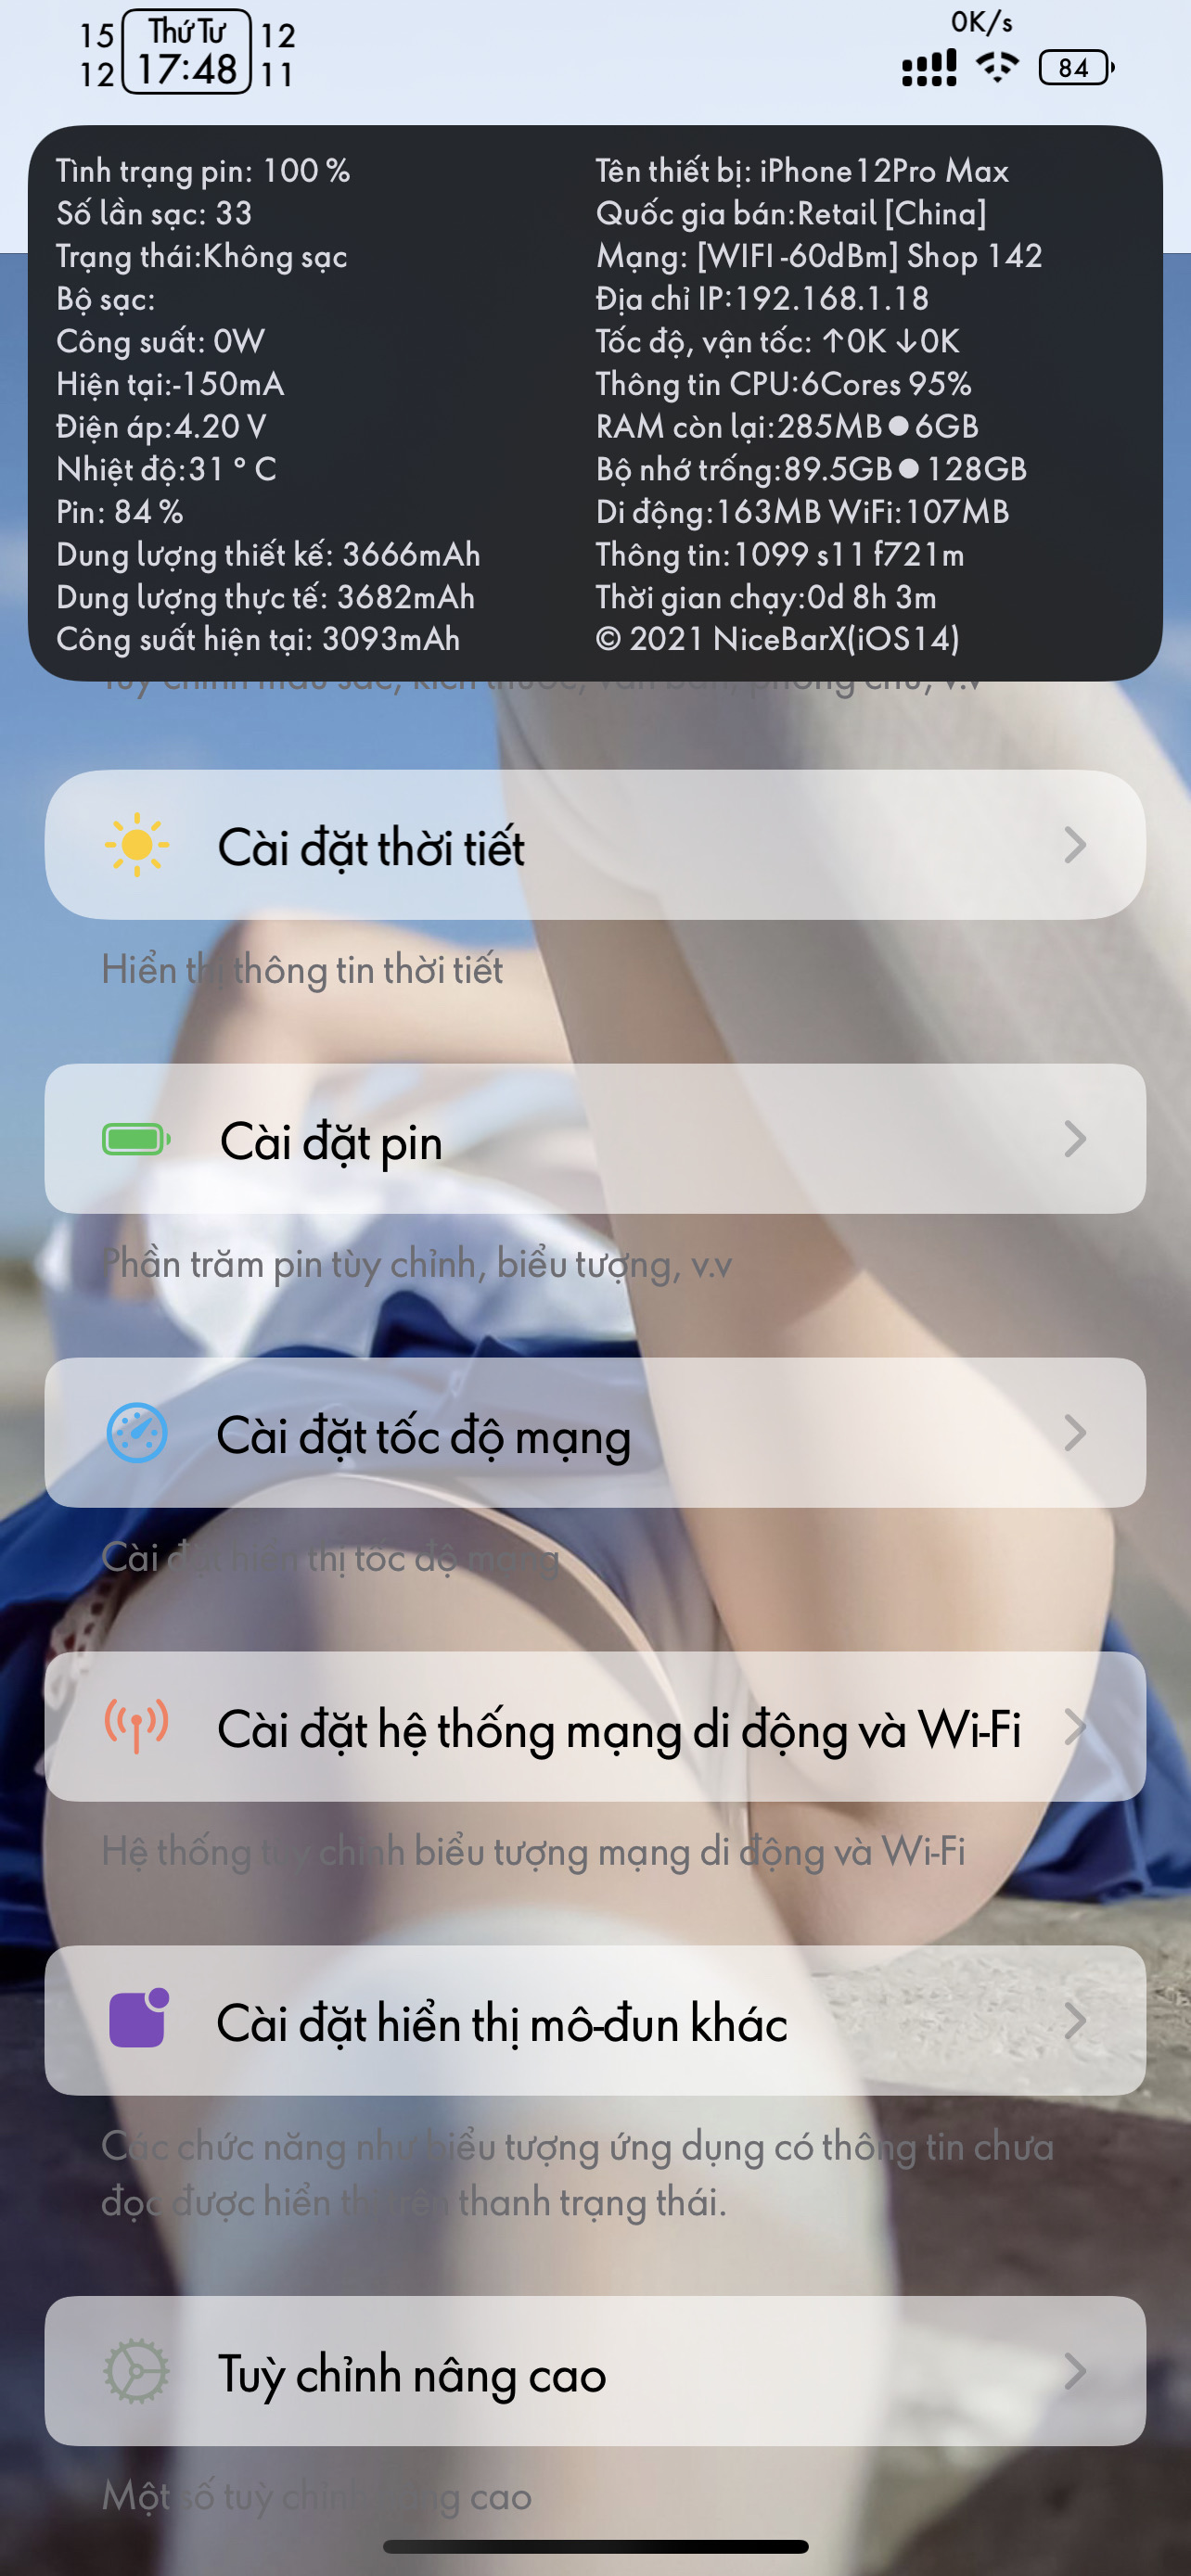 15 Thứ Tư 12
12 17:48 11
0K/s
84
Tình trạng pin: 100 %
Số lần sạc: 33
Trạng thái:Không sạc
Bộ sạc:
Công suất: 0W
Hiện tại:-150mA
Điện áp:4.20 V
Nhiệt độ:31 ° C
Pin: 84 %
Dung lượng thiết kế: 3666mAh
Dung lượng thực tế: 3682mAh
Công suất hiện tại: 3093mAh
Tên thiết bị: iPhone12Pro Max
Quốc gia bán:Retail [China]
Mạng: [WIFI -60dBm] Shop 142
Địa chỉ IP:192.168.1.18
Tốc độ, vận tốc: ↑0K ↓0K
Thông tin CPU:6Cores 95%
RAM còn lại:285MB●6GB
Bộ nhớ trống:89.5GB●128GB
Di động:163MB WiFi:107MB
Thông tin:1099 s11 f721m
Thời gian chạy:0d 8h 3m
© 2021 NiceBarX(iOS14)
Tùy chỉnh màu sắc, kích thước, văn bản, phông chữ, v.v
Cài đặt thời tiết
Hiển thị thông tin thời tiết
Cài đặt pin
Phần trăm pin tùy chỉnh, biểu tượng, v.v
Cài đặt tốc độ mạng
Cài đặt hiển thị tốc độ mạng
Cài đặt hệ thống mạng di động và Wi-Fi
Hệ thống tùy chỉnh biểu tượng mạng di động và Wi-Fi
Cài đặt hiển thị mô-đun khác
Các chức năng như biểu tượng ứng dụng có thông tin chưa
đọc được hiển thị trên thanh trạng thái.
Tuỳ chỉnh nâng cao
Một số tuỳ chỉnh nâng cao